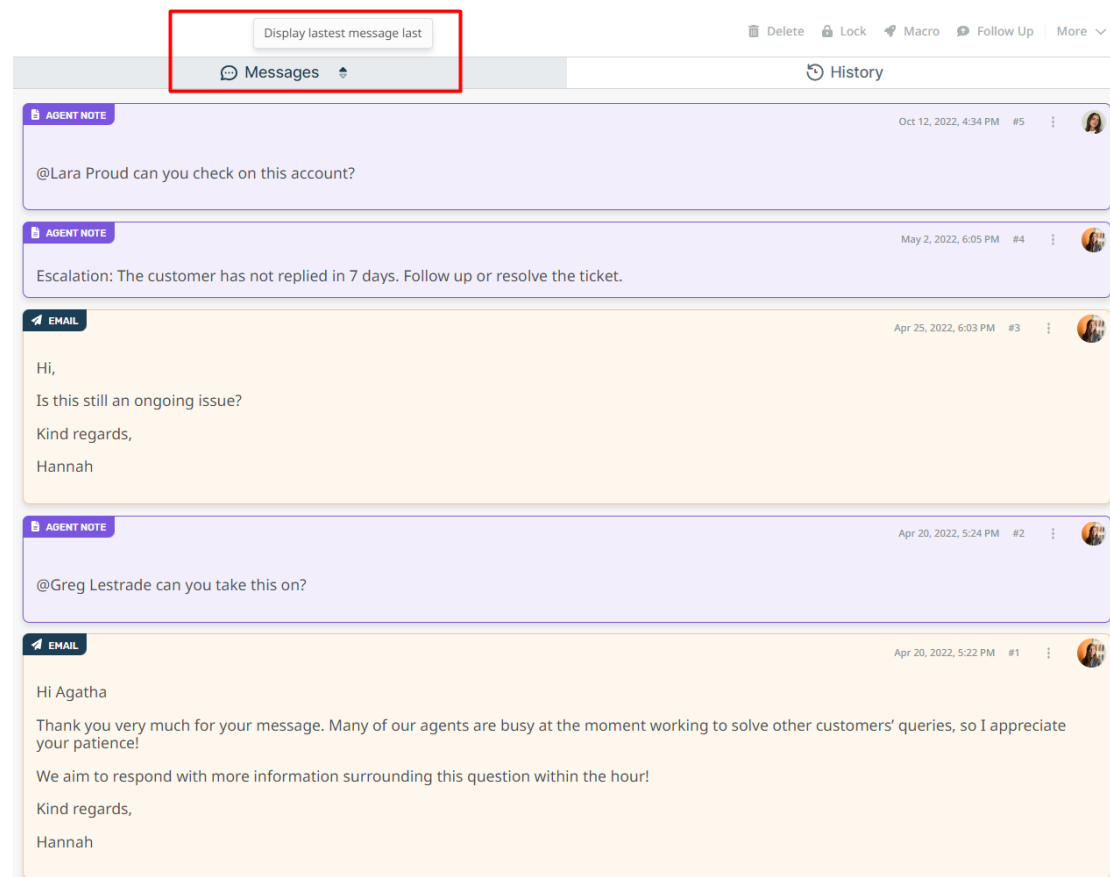 Display lastest message last
Delete Lock Macro Follow Up More
Messages History
AGENT NOTE
Oct 12, 2022, 4:34 PM #5
@Lara Proud can you check on this account?
AGENT NOTE
May 2, 2022, 6:05 PM #4
Escalation: The customer has not replied in 7 days. Follow up or resolve the ticket.
EMAIL
Apr 25, 2022, 6:03 PM #3
Hi,
Is this still an ongoing issue?
Kind regards,
Hannah
AGENT NOTE
Apr 20, 2022, 5:24 PM #2
@Greg Lestrade can you take this on?
EMAIL
Apr 20, 2022, 5:22 PM #1
Hi Agatha
Thank you very much for your message. Many of our agents are busy at the moment working to solve other customers’ queries, so I appreciate
your patience!
We aim to respond with more information surrounding this question within the hour!
Kind regards,
Hannah